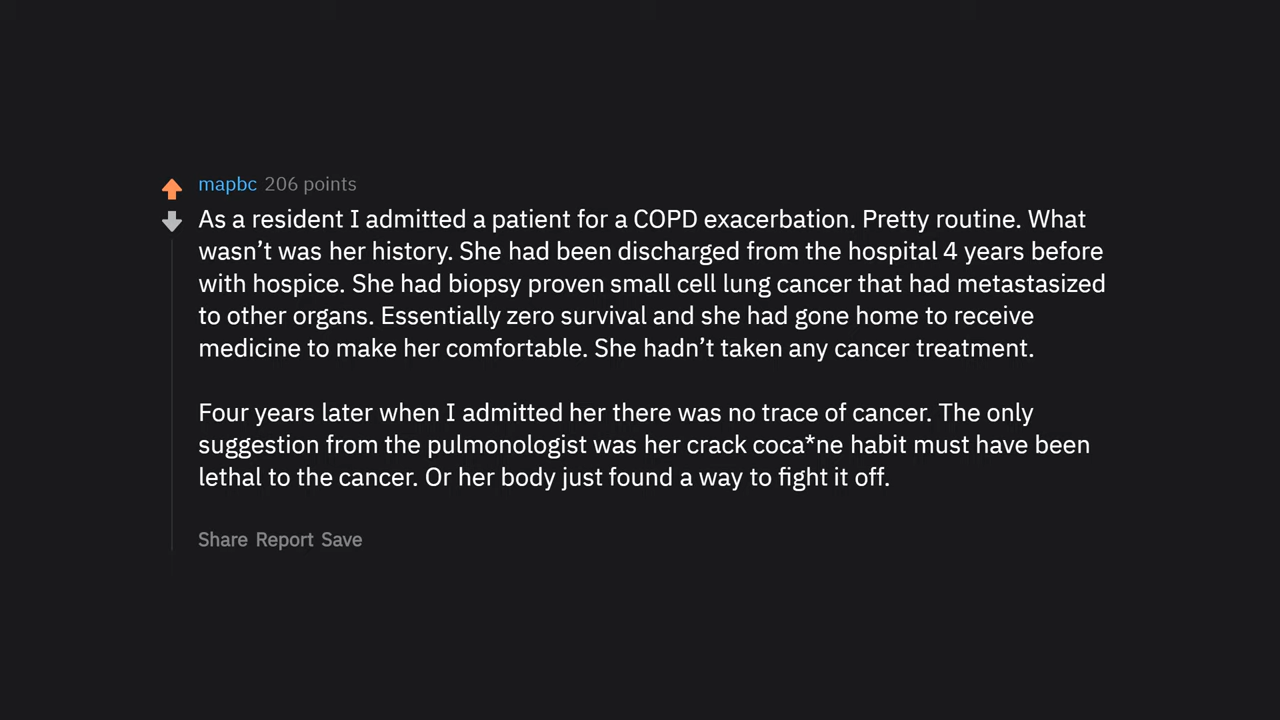 mapbc 206 points
As a resident I admitted a patient for a COPD exacerbation. Pretty routine. What
wasn’t was her history. She had been discharged from the hospital 4 years before
with hospice. She had biopsy proven small cell lung cancer that had metastasized
to other organs. Essentially zero survival and she had gone home to receive
medicine to make her comfortable. She hadn’t taken any cancer treatment.
Four years later when I admitted her there was no trace of cancer. The only
suggestion from the pulmonologist was her crack coca*ne habit must have been
lethal to the cancer. Or her body just found a way to fight it off.
Share Report Save